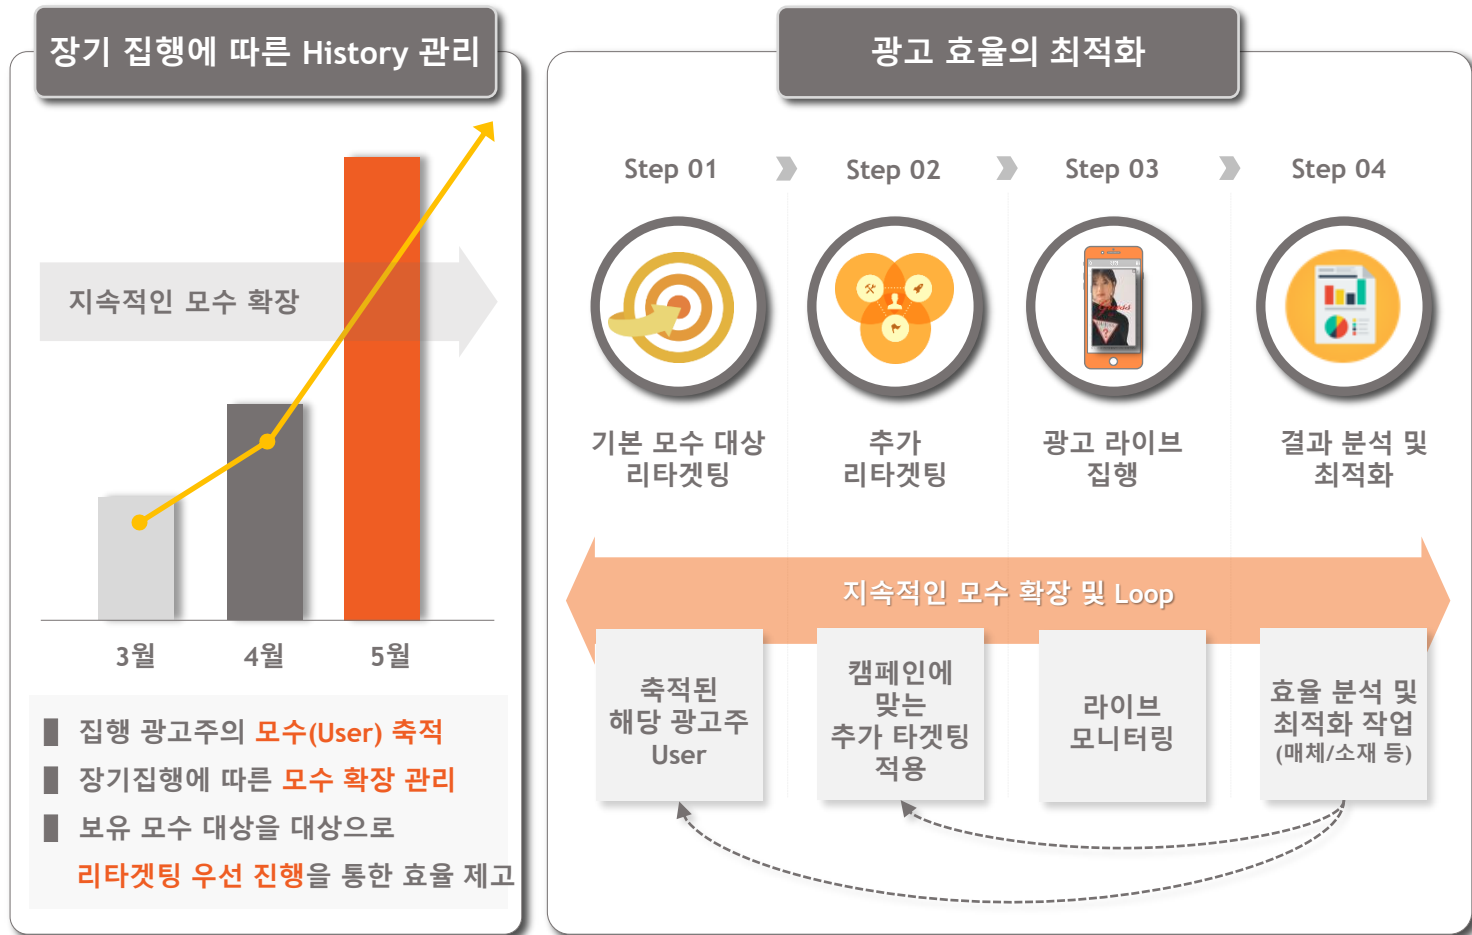 장기 집행에 따른 History 관리
지속적인 모수 확장
3월
4월
5월
집행 광고주의 모수(User) 축적
장기집행에 따른 모수 확장 관리
보유 모수 대상을 대상으로
리타겟팅 우선 진행을 통한 효율 제고
광고 효율의 최적화
Step 01
Step 02
Step 03
Step 04
기본 모수 대상
리타겟팅
추가
리타겟팅
광고 라이브
집행
결과 분석 및
최적화
지속적인 모수 확장 및 Loop
축적된
해당 광고주
User
캠페인에
맞는
추가 타겟팅
적용
라이브
모니터링
효율 분석 및
최적화 작업
(매체/소재 등)